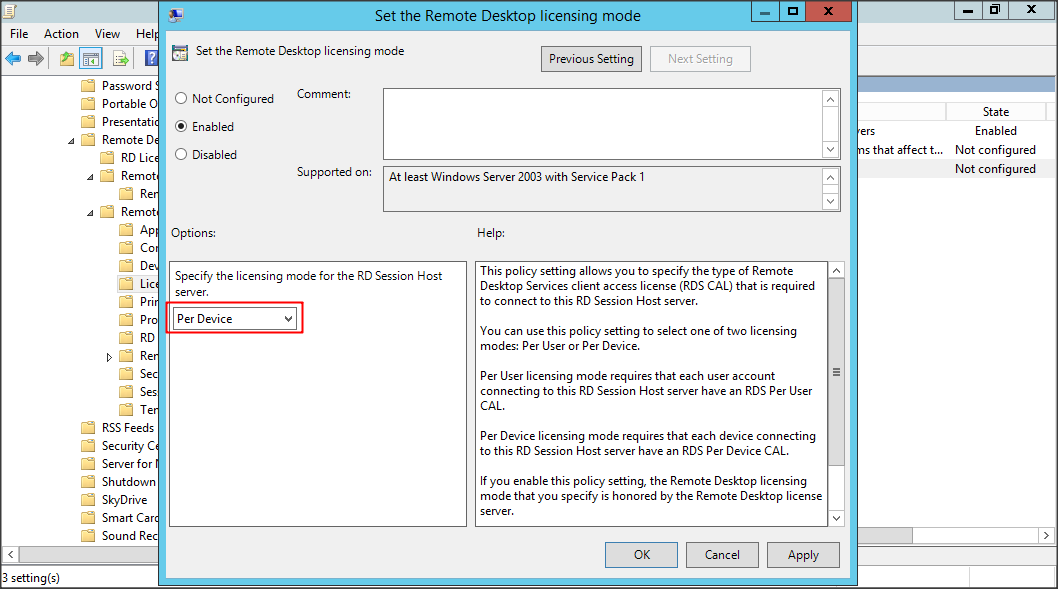 Set the Remote Desktop licensing mode
File Action View Help
Set the Remote Desktop licensing mode
Previous Setting
Next Setting
Not Configured
Enabled
Disabled
Comment:
Supported on:
At least Windows Server 2003 with Service Pack 1
Options:
Help:
Specify the licensing mode for the RD Session Host
server.
Per Device
This policy setting allows you to specify the type of Remote
Desktop Services client access license (RDS CAL) that is required
to connect to this RD Session Host server.
You can use this policy setting to select one of two licensing
modes: Per User or Per Device.
Per User licensing mode requires that each user account
connecting to this RD Session Host server have an RDS Per User
CAL.
Per Device licensing mode requires that each device connecting
to this RD Session Host server have an RDS Per Device CAL.
If you enable this policy setting, the Remote Desktop licensing
mode that you specify is honored by the Remote Desktop license
server.
OK
Cancel
Apply
Password S
Portable O
Presentatio
Remote De
RD Lice
Remot
Ren
Remot
App
Cor
Dev
Lice
Prin
Pro
RD
Ren
Sec
Ses
Ten
RSS Feeds
Security Ce
Server for N
Shutdown
SkyDrive
Smart Card
Sound Rec
State
vers Enabled
ms that affect t... Not configured
Not configured
3 setting(s)